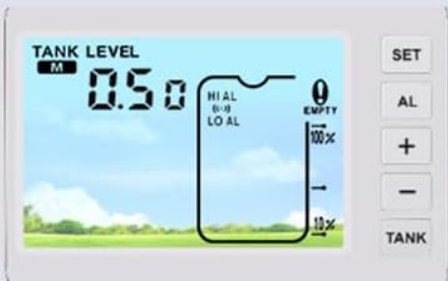 TANK LEVEL
M
0.50
HI AL
LO AL
EMPTY
100%
10%
SET
AL
+
−
TANK